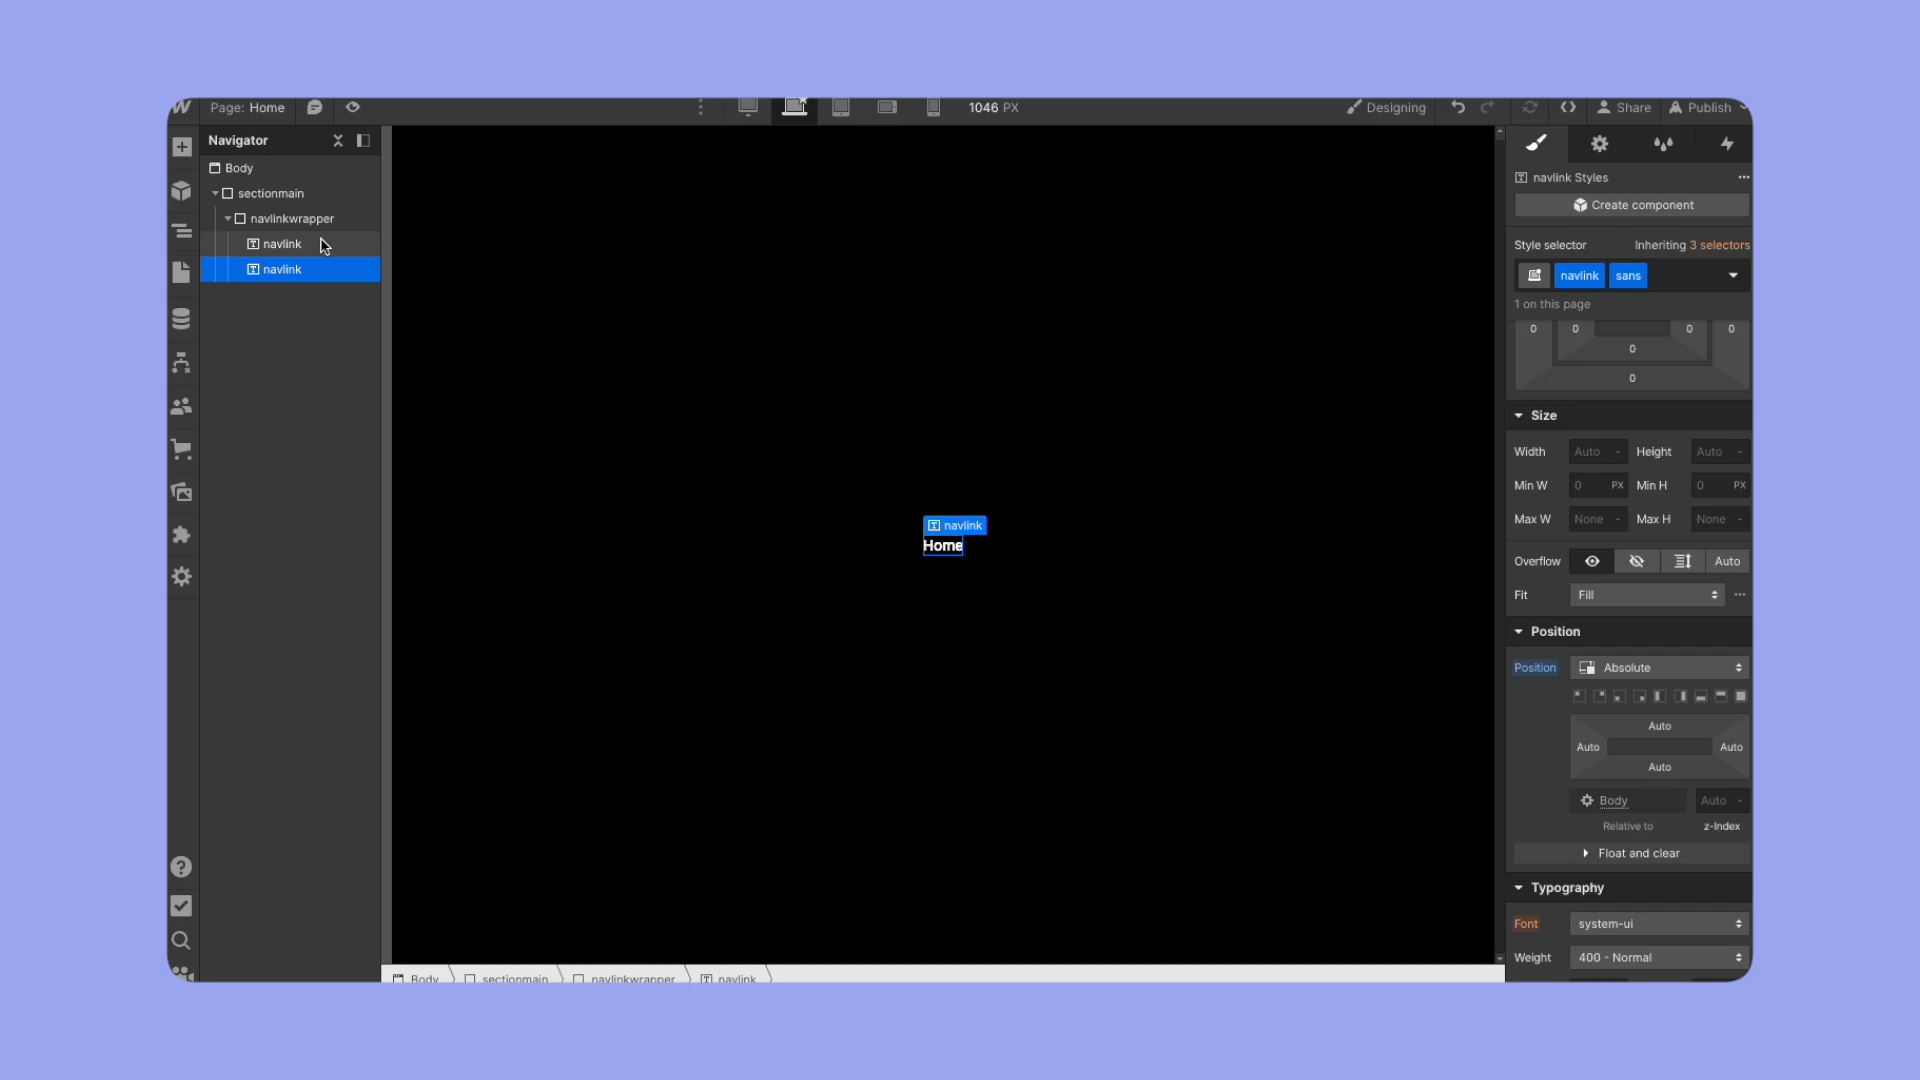 Page: Home
1046 PX
Designing
Share
Publish
Navigator
Body
sectionmain
navlinkwrapper
navlink
navlink
navlink
Home
Body
sectionmain
navlinkwrapper
navlink
navlink Styles
Create component
Style selector Inheriting 3 selectors
navlink sans
1 on this page
0 0 0 0
0
0
Size
Width Auto - Height Auto -
Min W 0 PX Min H 0 PX
Max W None - Max H None -
Overflow Auto
Fit Fill
Position
Position Absolute
Auto
Auto Auto
Auto
Body Auto -
Relative to z-Index
Float and clear
Typography
Font system-ui
Weight 400 - Normal